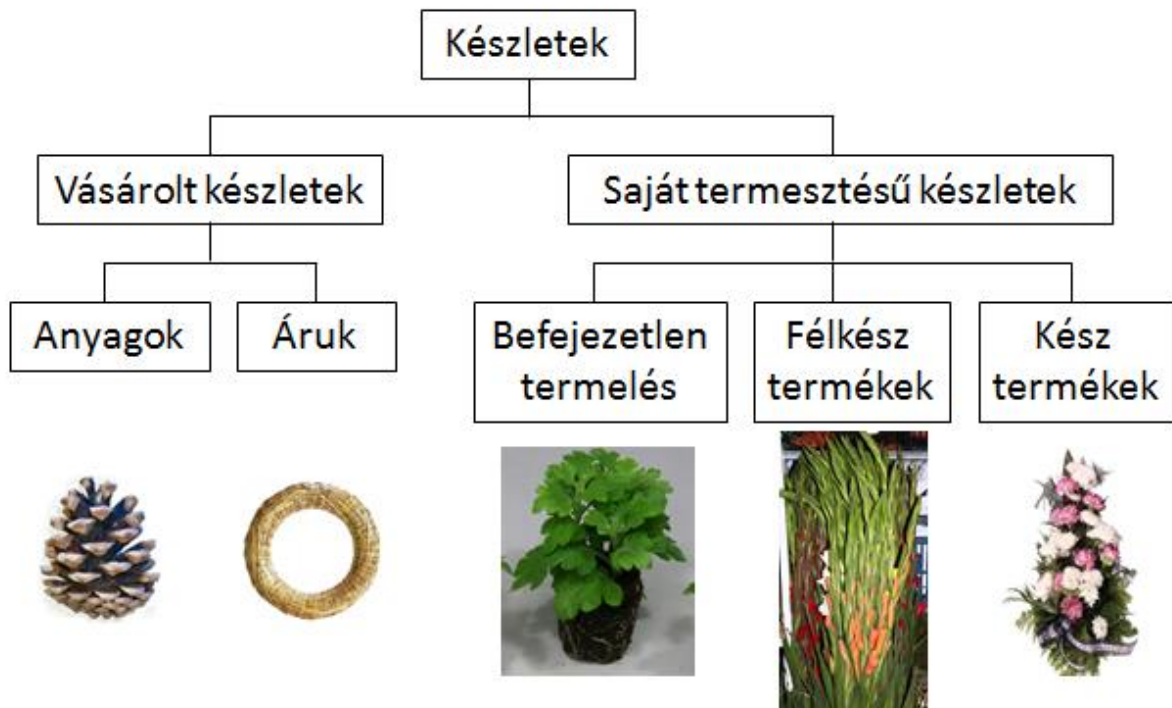 Készletek
Vásárolt készletek
Saját termesztésű készletek
Anyagok
Áruk
Befejezetlen
termelés
Félkész
termékek
Kész
termékek